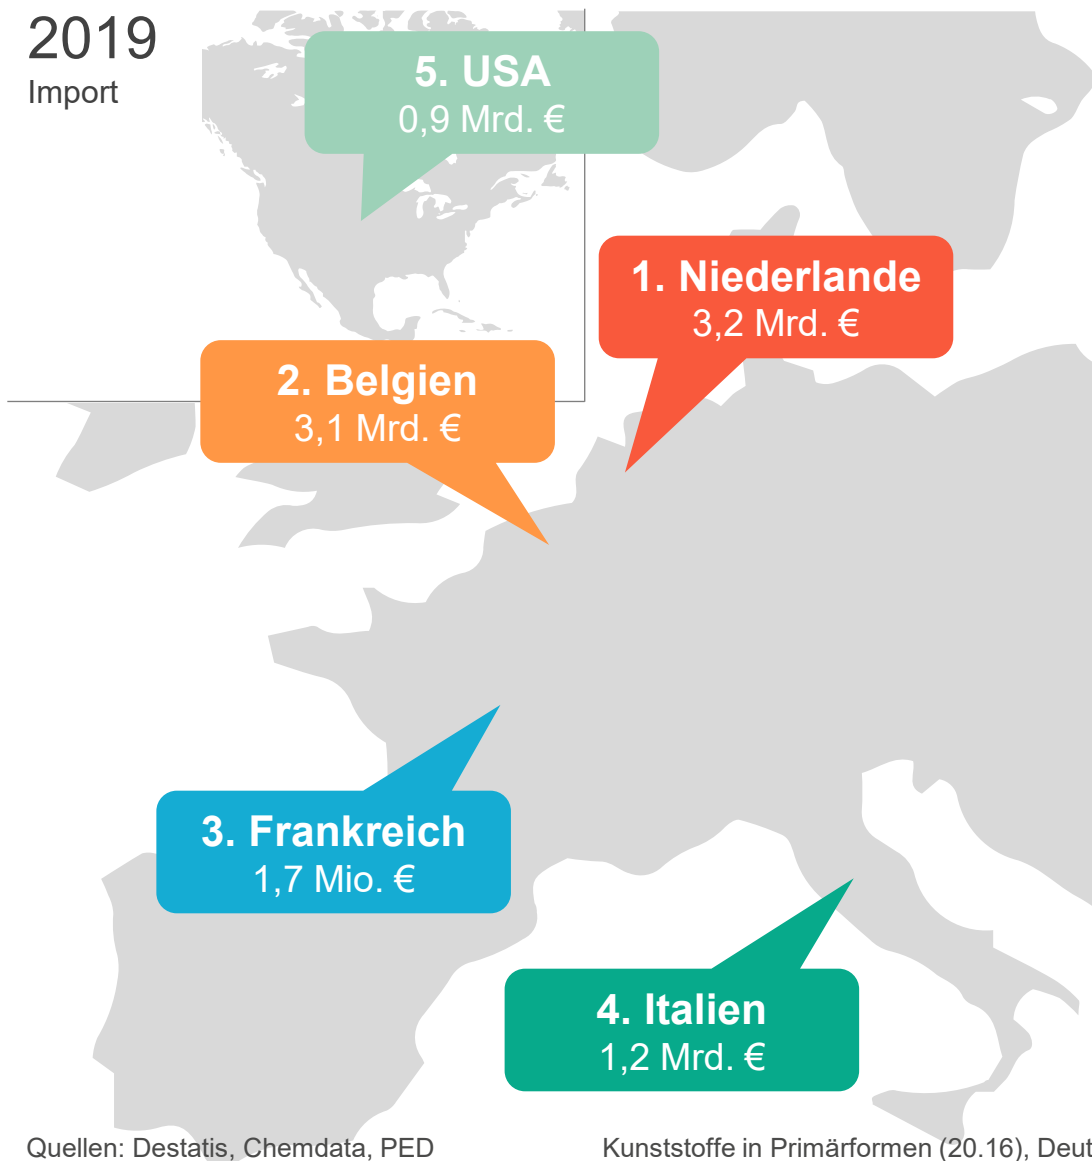 2019
Import
5. USA
0,9 Mrd. €
1. Niederlande
3,2 Mrd. €
2. Belgien
3,1 Mrd. €
3. Frankreich
1,7 Mio. €
4. Italien
1,2 Mrd. €
Quellen: Destatis, Chemdata, PED
Kunststoffe in Primärformen (20.16), Deut